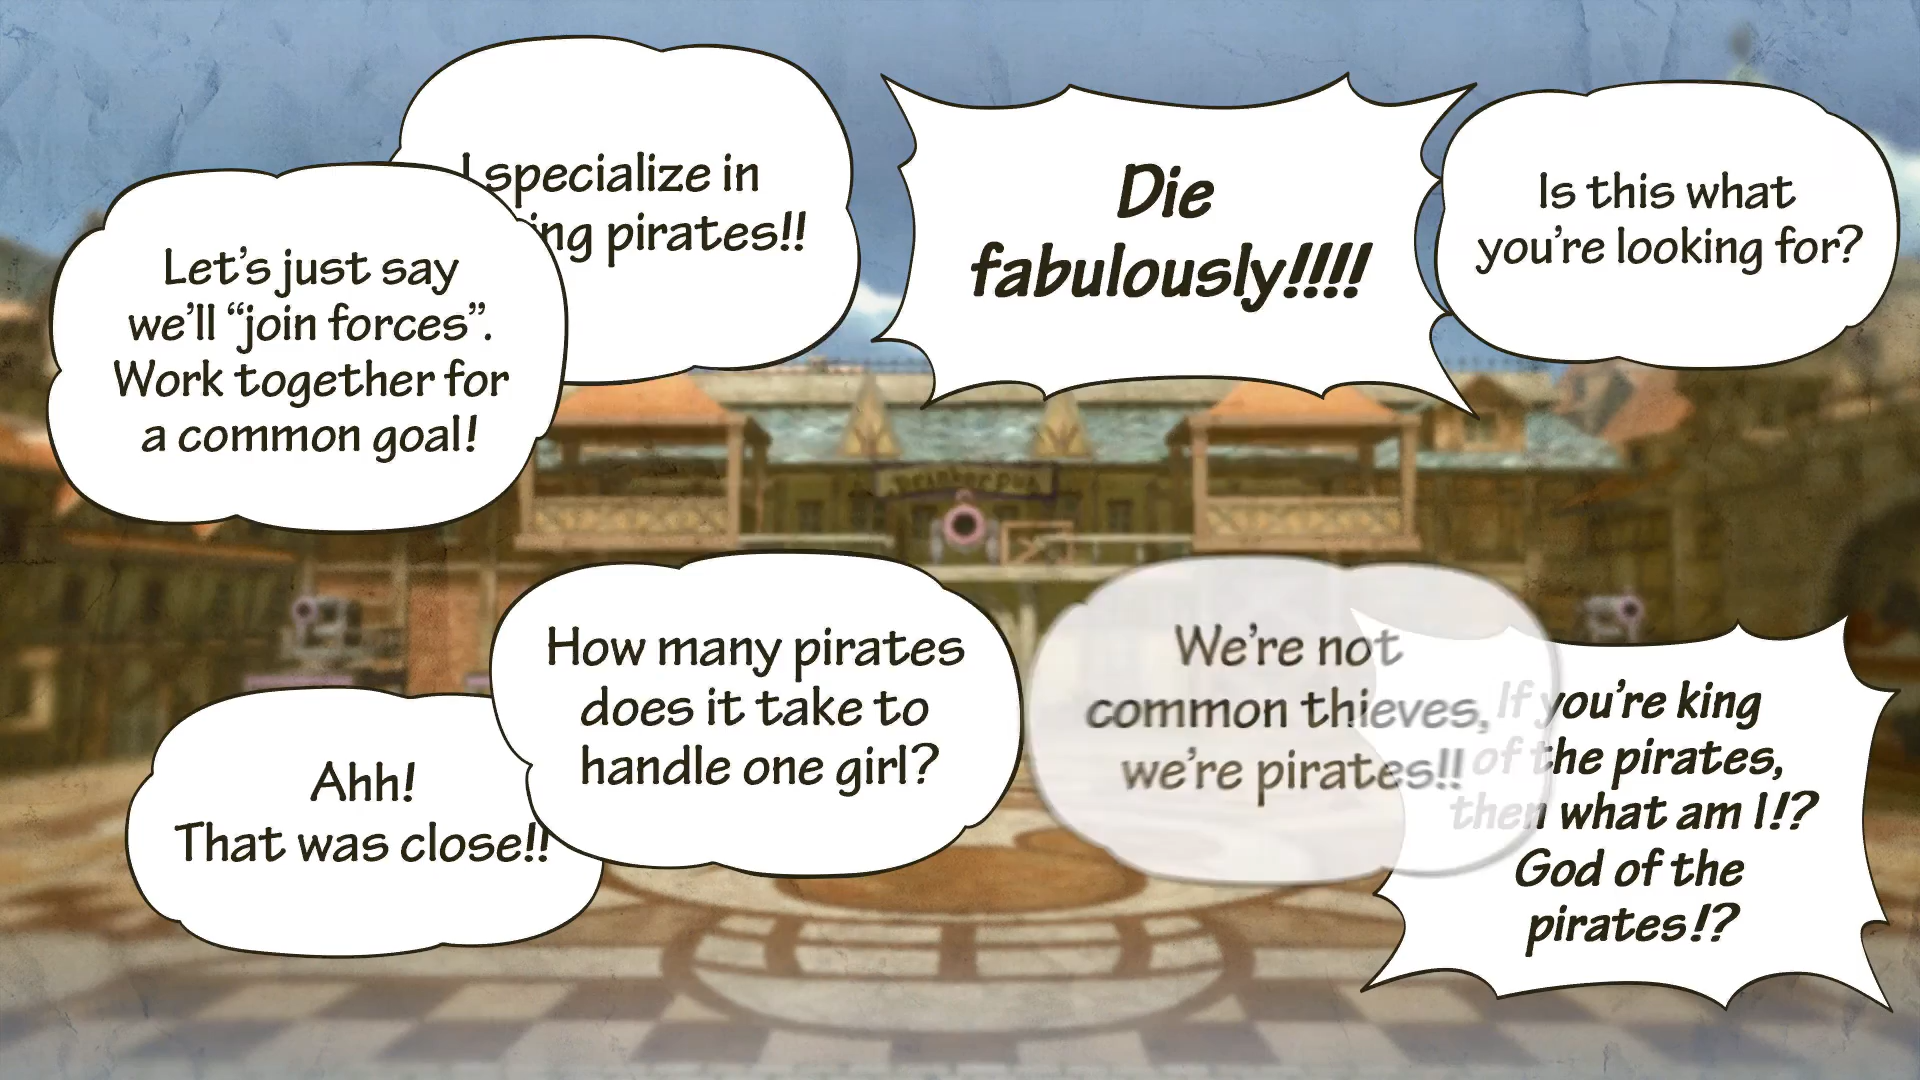 I specialize in
pirates!!
Let's just say
we'll “join forces”.
Work together for
a common goal!
Die
fabulously!!!!
Is this what
you're looking for?
How many pirates
does it take to
handle one girl?
Ahh!
That was close!!
We're not
common thieves,
we're pirates!!
If you're king
of the pirates,
then what am I!?
God of the
pirates!?